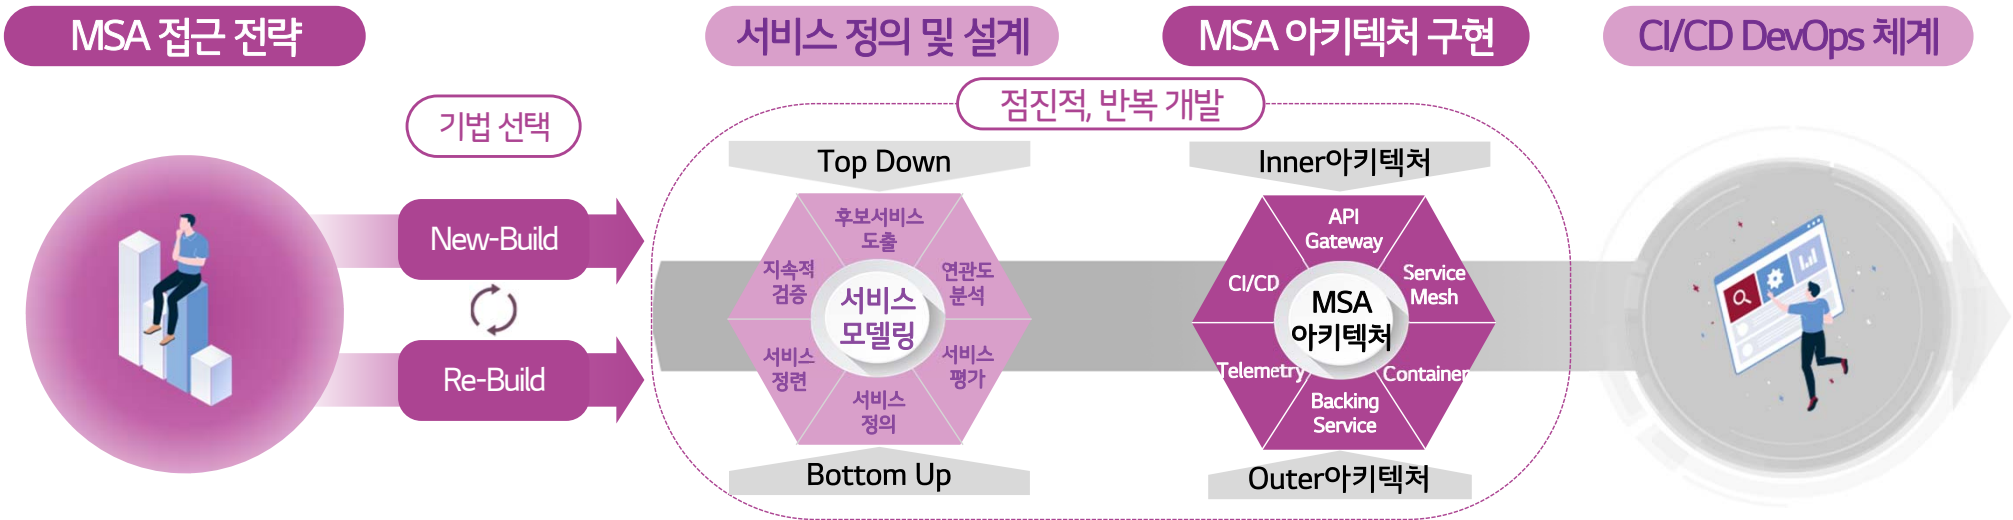 MSA 접근 전략
서비스 정의 및 설계
MSA 아키텍처 구현
CI/CD DevOps 체계
기법 선택
New-Build
Re-Build
점진적, 반복 개발
Top Down
후보서비스
도출
연관도
분석
서비스
평가
서비스
정의
서비스
정련
지속적
검증
서비스
모델링
Bottom Up
Inner아키텍처
API
Gateway
Service
Mesh
Container
Backing
Service
Telemetry
CI/CD
MSA
아키텍처
Outer아키텍처